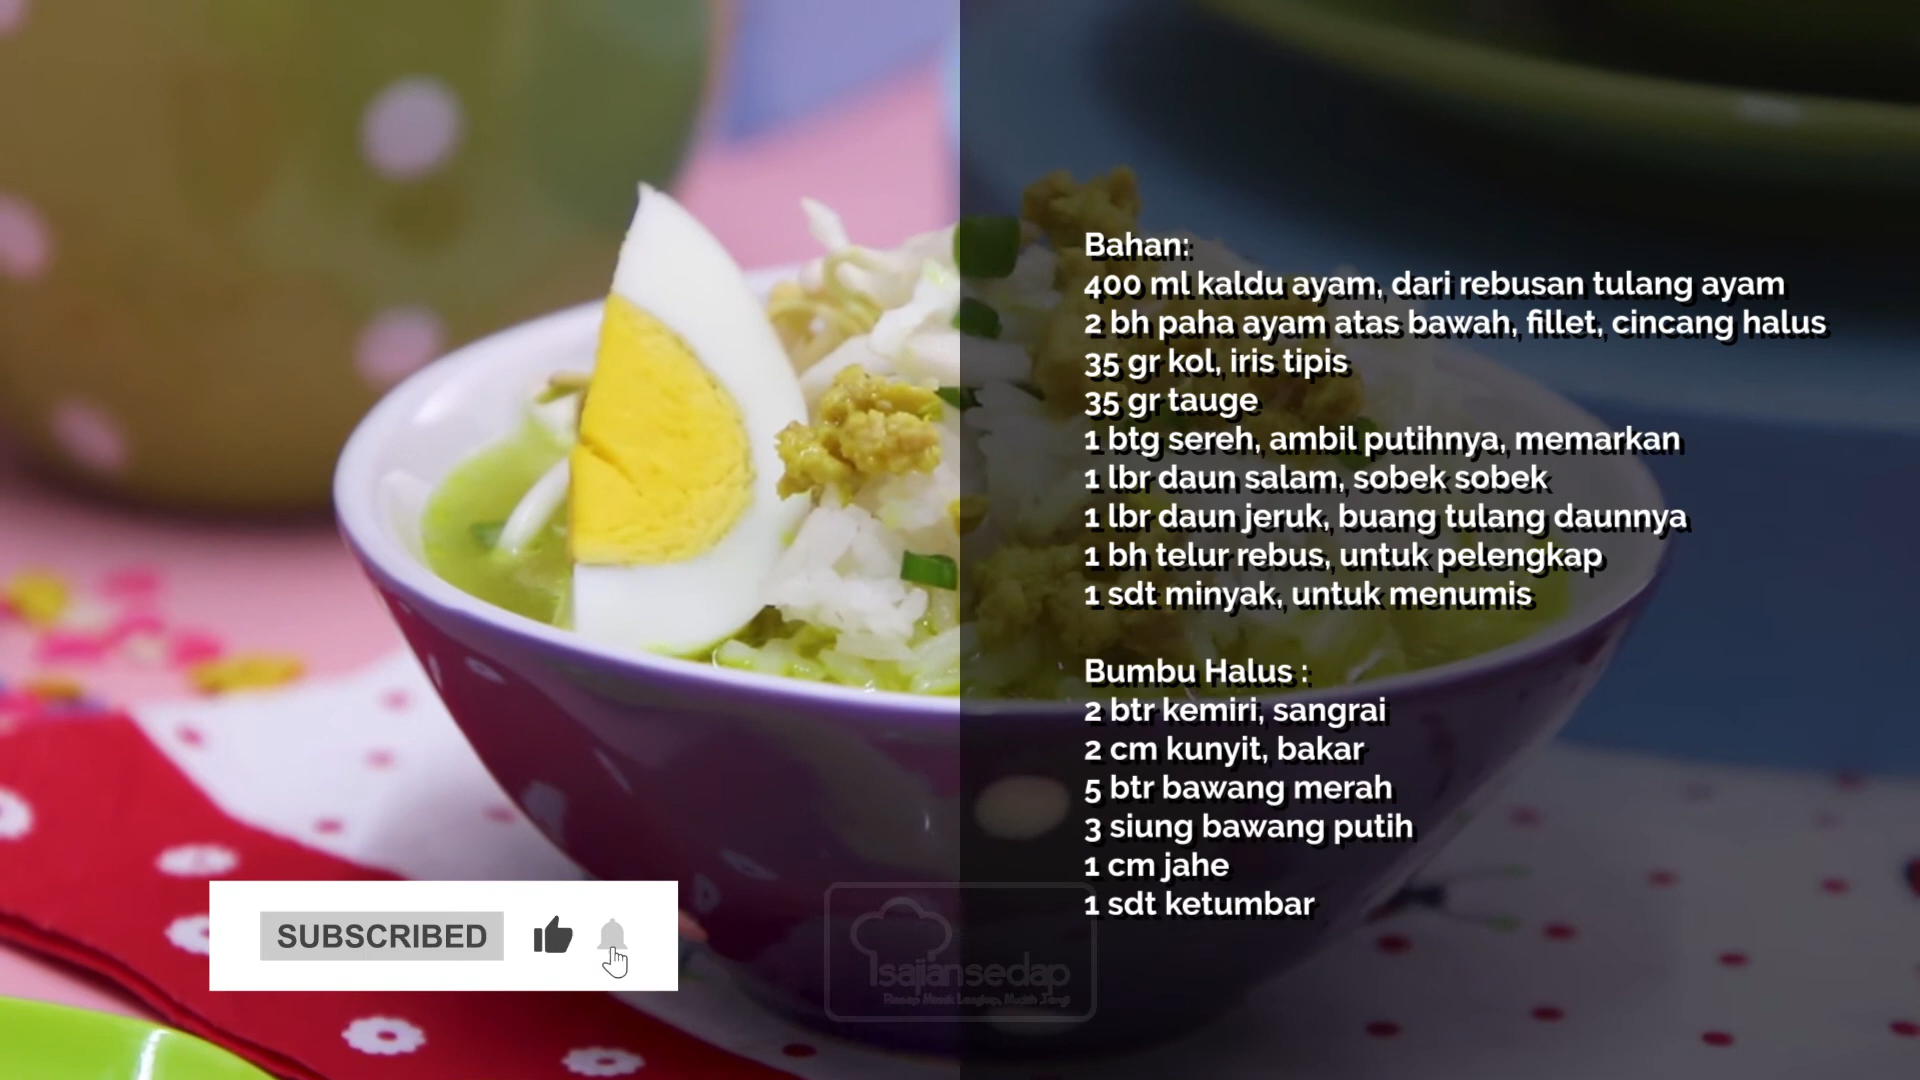 Bahan:
400 ml kaldu ayam, dari rebusan tulang ayam
2 bh paha ayam atas bawah, fillet, cincang halus
35 gr kol, iris tipis
35 gr tauge
1 btg sereh, ambil putihnya, memarkan
1 lbr daun salam, sobek sobek
1 lbr daun jeruk, buang tulang daunnya
1 bh telur rebus, untuk pelengkap
1 sdt minyak, untuk menumis
Bumbu Halus :
2 btr kemiri, sangrai
2 cm kunyit, bakar
5 btr bawang merah
3 siung bawang putih
1 cm jahe
1 sdt ketumbar
SUBSCRIBED
sajiansedap